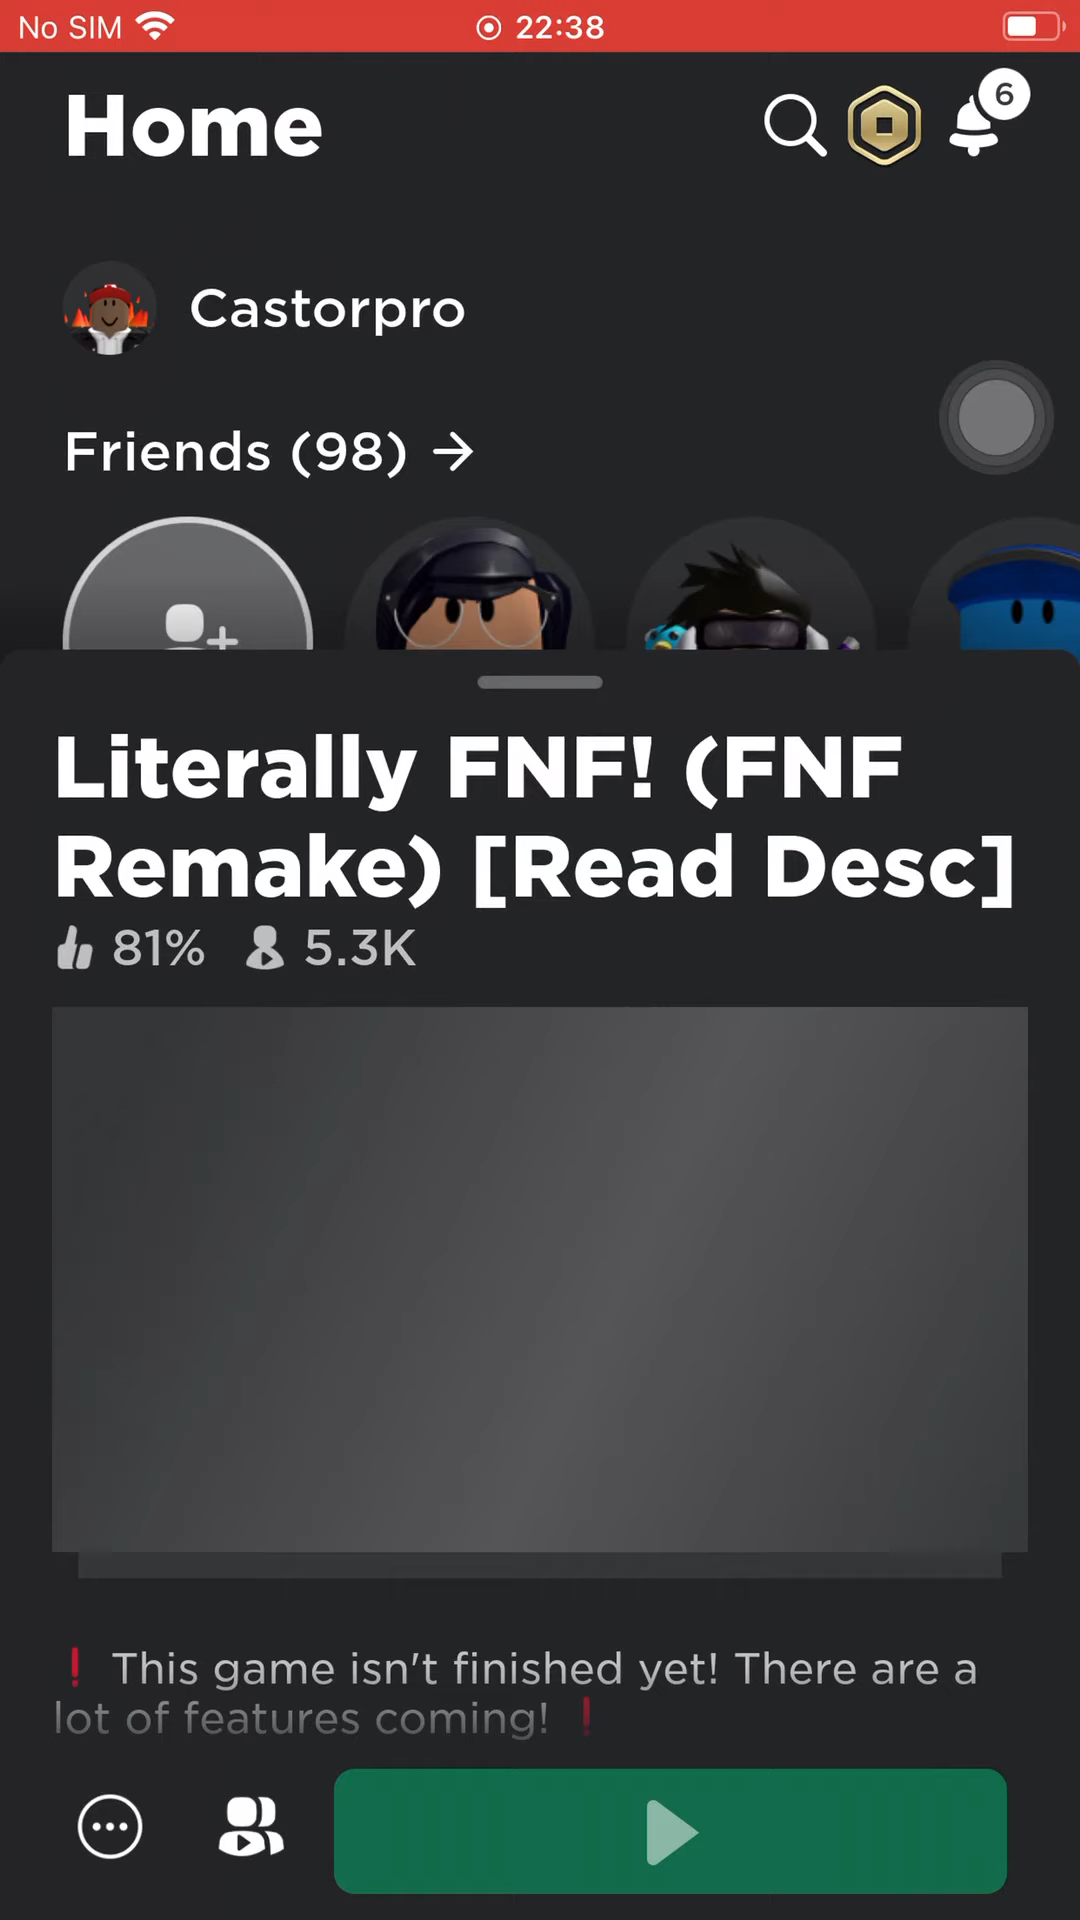 No SIM 22:38
Home
6
Castorpro
Friends (98) →
Literally FNF! (FNF
Remake) [Read Desc]
81% 5.3K
❗ This game isn't finished yet! There are a
lot of features coming! ❗